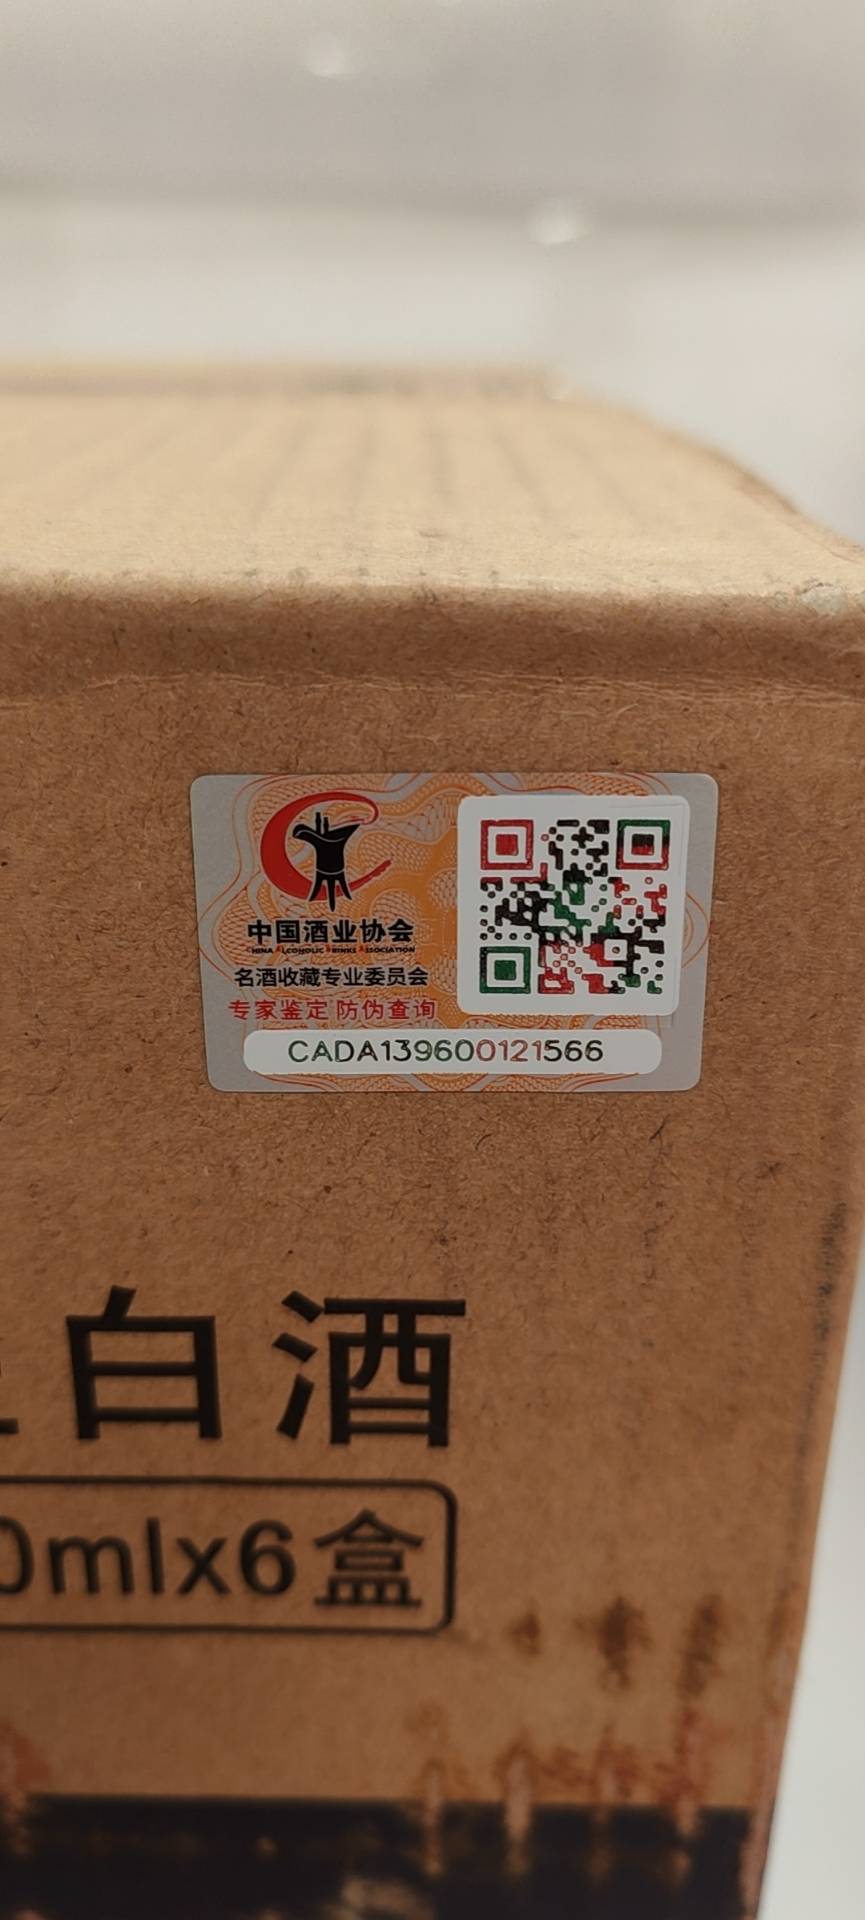 中国酒业协会
CHINA ALCOHOLIC DRINKS ASSOCIATION
名酒收藏专业委员会
专家鉴定 防伪查询
CADA139600121566
白酒
0mlx6盒